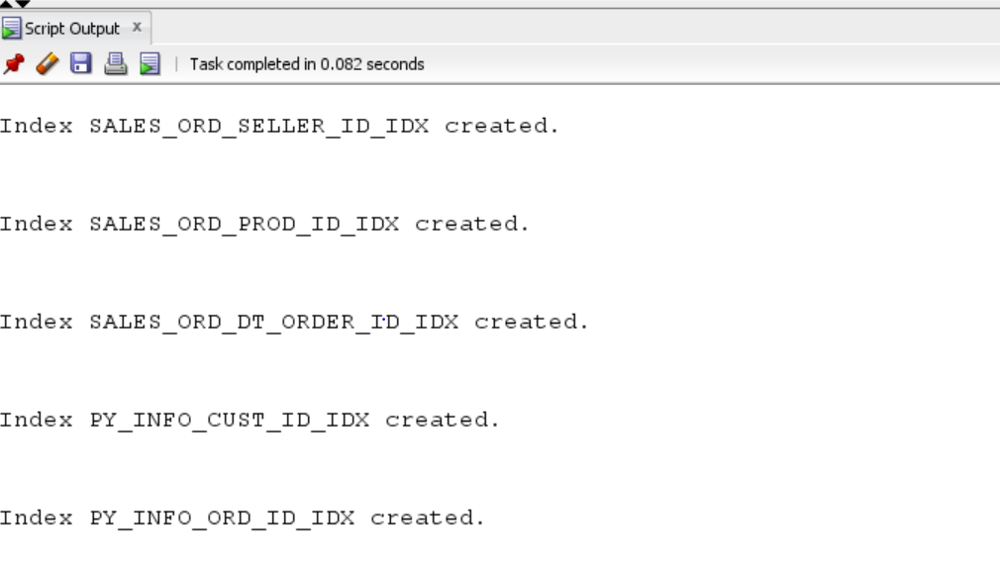 Script Output x
Task completed in 0.082 seconds
Index SALES_ORD_SELLER_ID_IDX created.
Index SALES_ORD_PROD_ID_IDX created.
Index SALES_ORD_DT_ORDER_ID_IDX created.
Index PY_INFO_CUST_ID_IDX created.
Index PY_INFO_ORD_ID_IDX created.